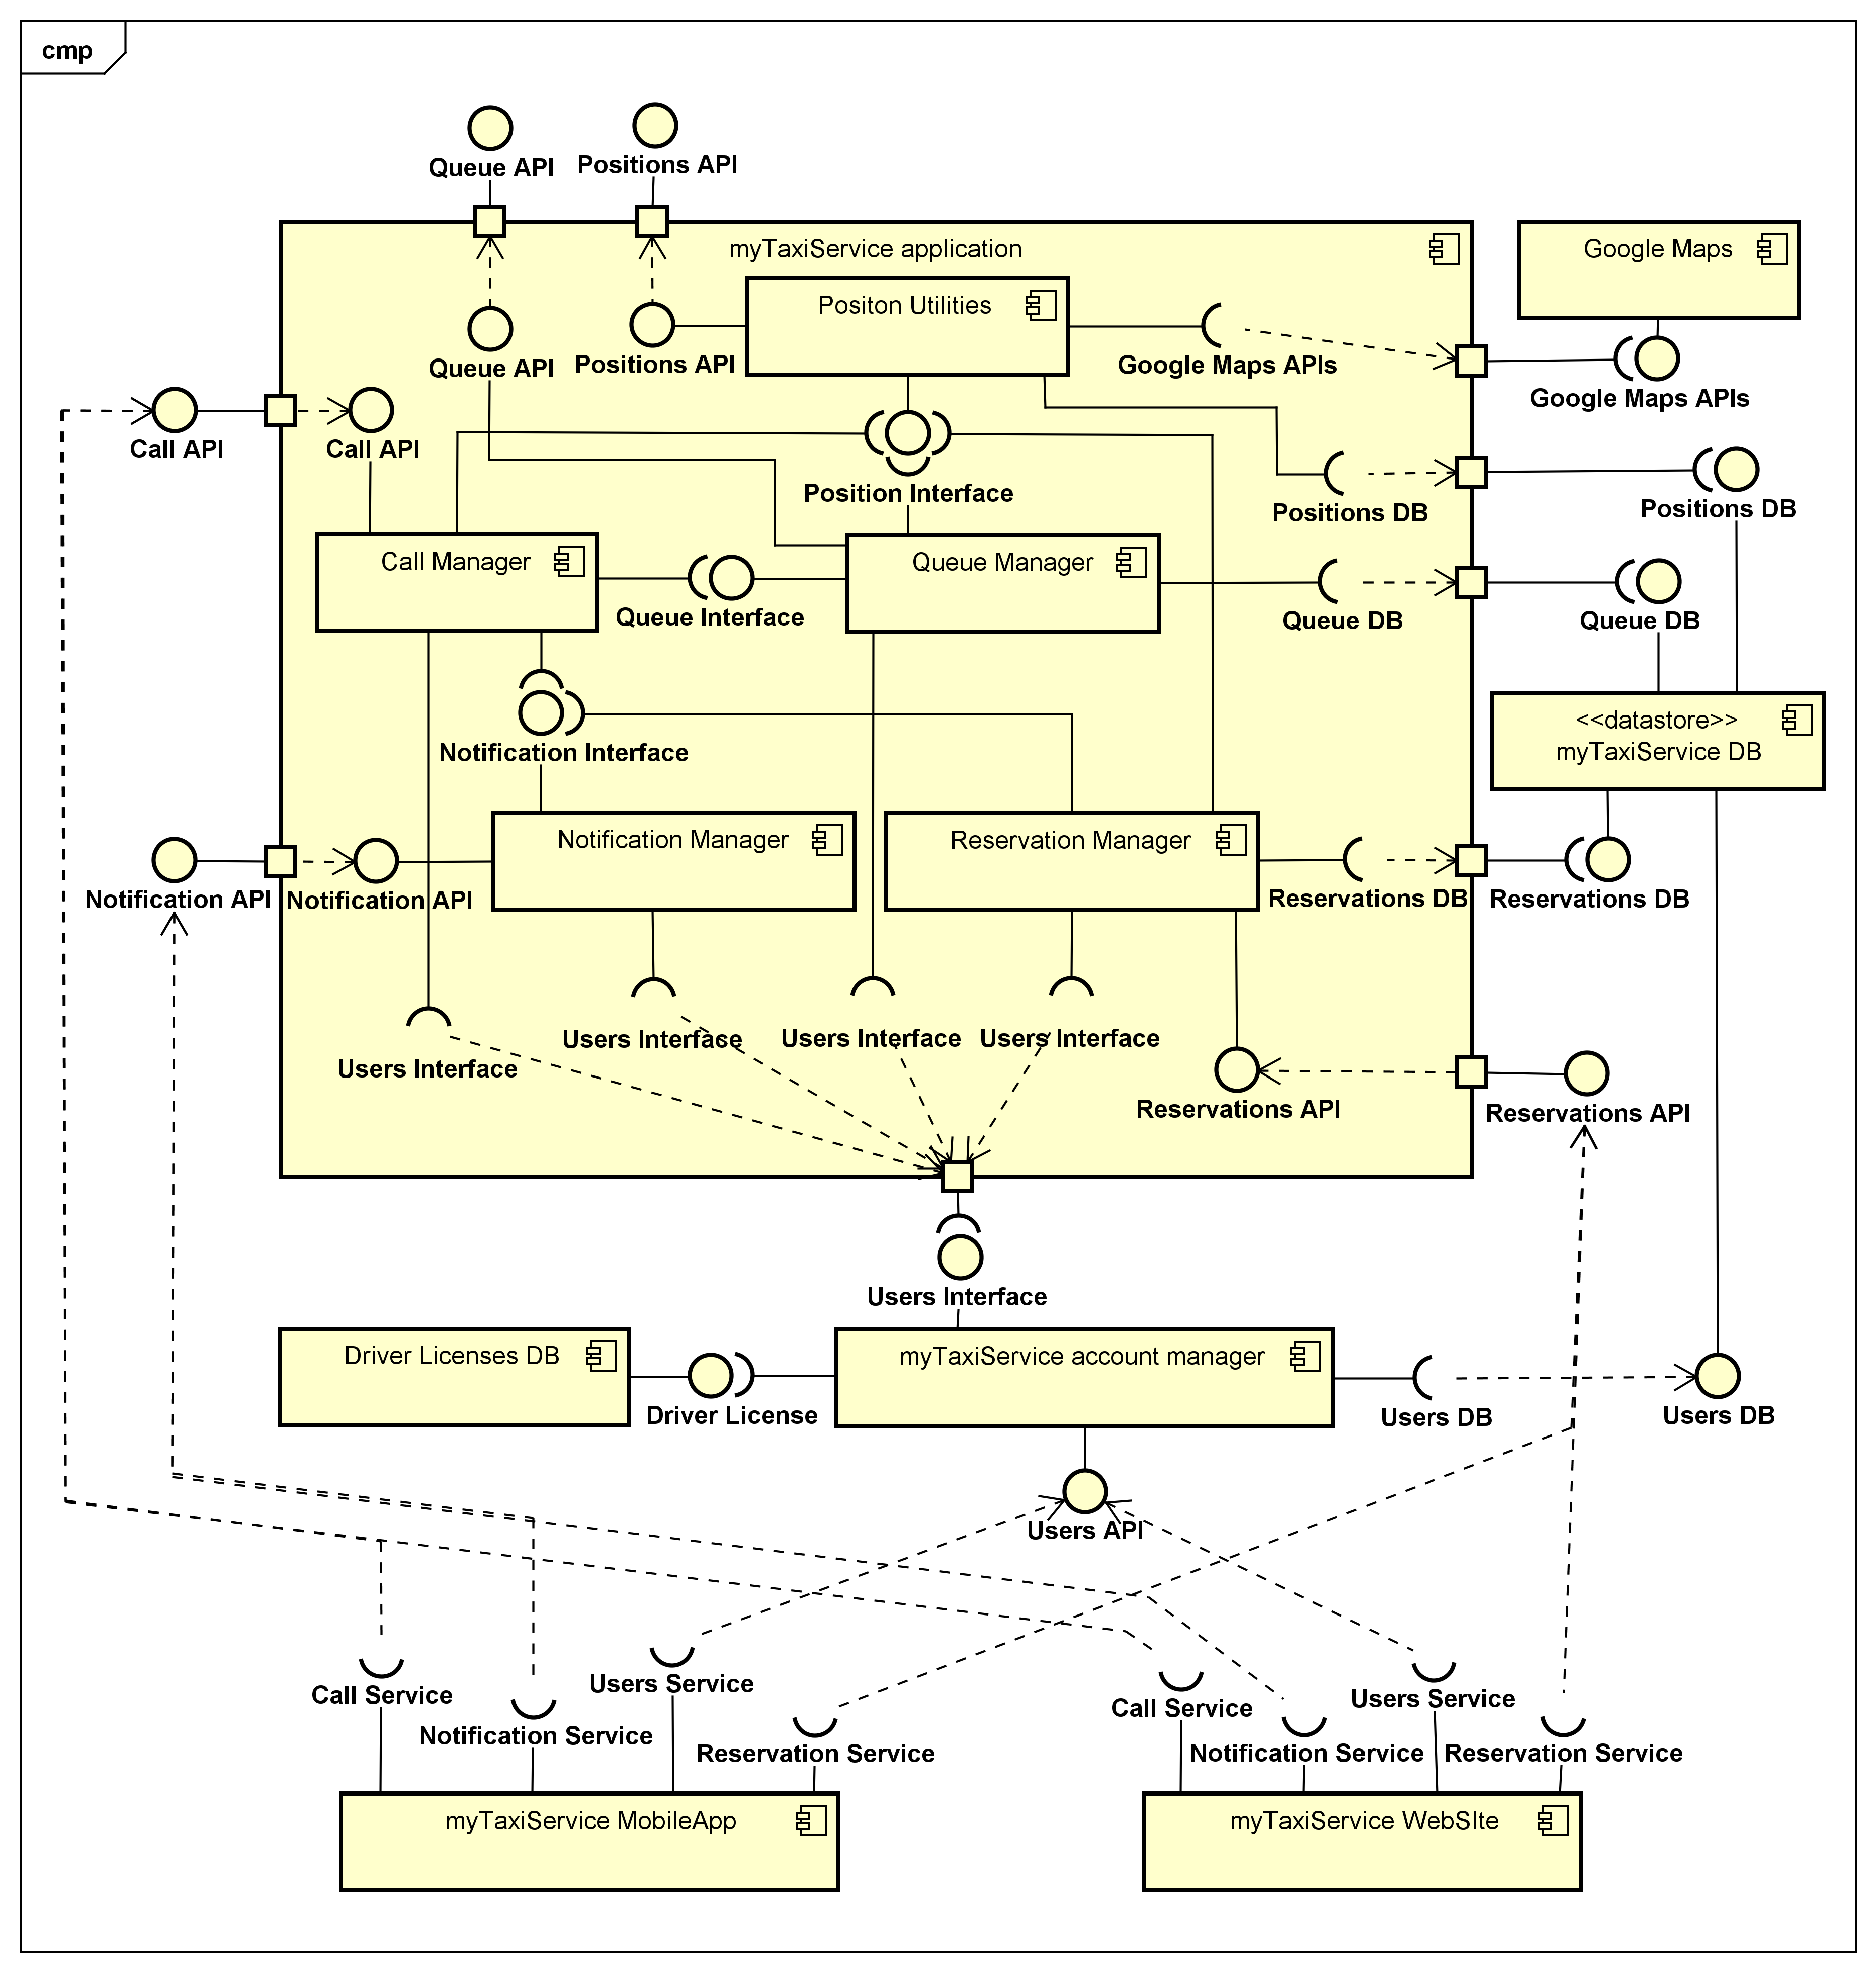 cmp
Queue API
Positions API
myTaxiService application
Google Maps
Positon Utilities
Queue API
Positions API
Google Maps APIs
Google Maps APIs
Call API
Call API
Position Interface
Positions DB
Positions DB
Call Manager
Queue Manager
Queue Interface
Queue DB
Queue DB
<<datastore>>
myTaxiService DB
Notification Interface
Notification Manager
Reservation Manager
Notification API
Notification API
Reservations DB
Reservations DB
Users Interface
Users Interface
Users Interface
Users Interface
Reservations API
Reservations API
Users Interface
Driver Licenses DB
myTaxiService account manager
Driver License
Users DB
Users DB
Users API
Call Service
Notification Service
Users Service
Reservation Service
Call Service
Notification Service
Users Service
Reservation Service
myTaxiService MobileApp
myTaxiService WebSIte